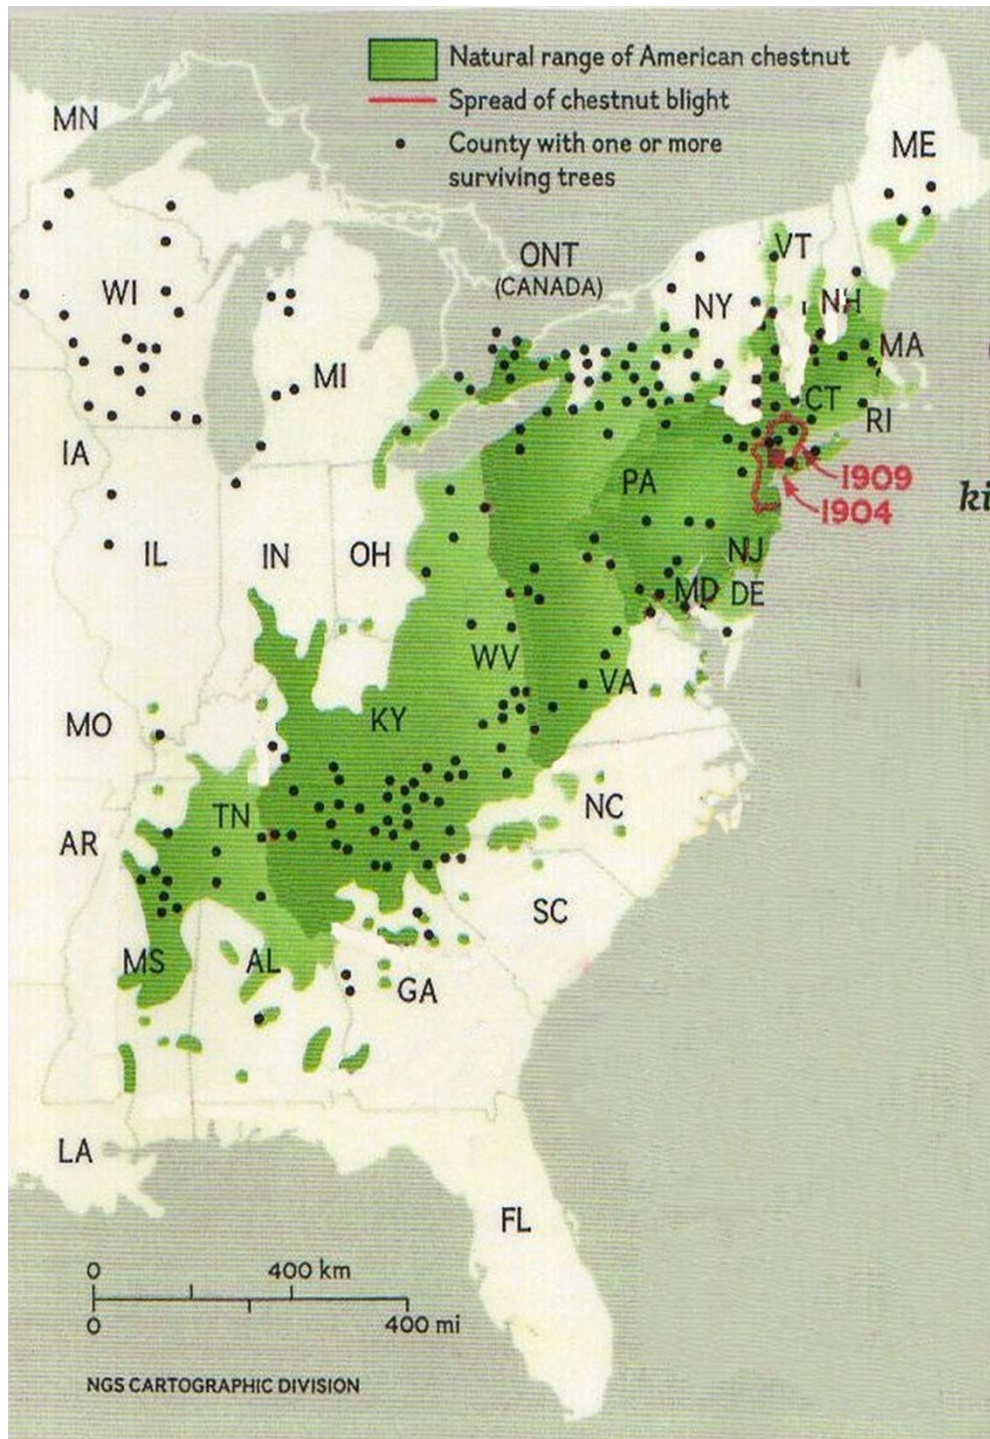 Natural range of American chestnut
Spread of chestnut blight
County with one or more
surviving trees
MN
ME
ONT
(CANADA)
VT
WI
NY
NH
MI
MA
CT
RI
IA
PA
1909
1904
ki
IL
IN
OH
NJ
MD
DE
WV
VA
MO
KY
TN
NC
AR
SC
MS
AL
GA
LA
FL
0 400 km
0 400 mi
NGS CARTOGRAPHIC DIVISION